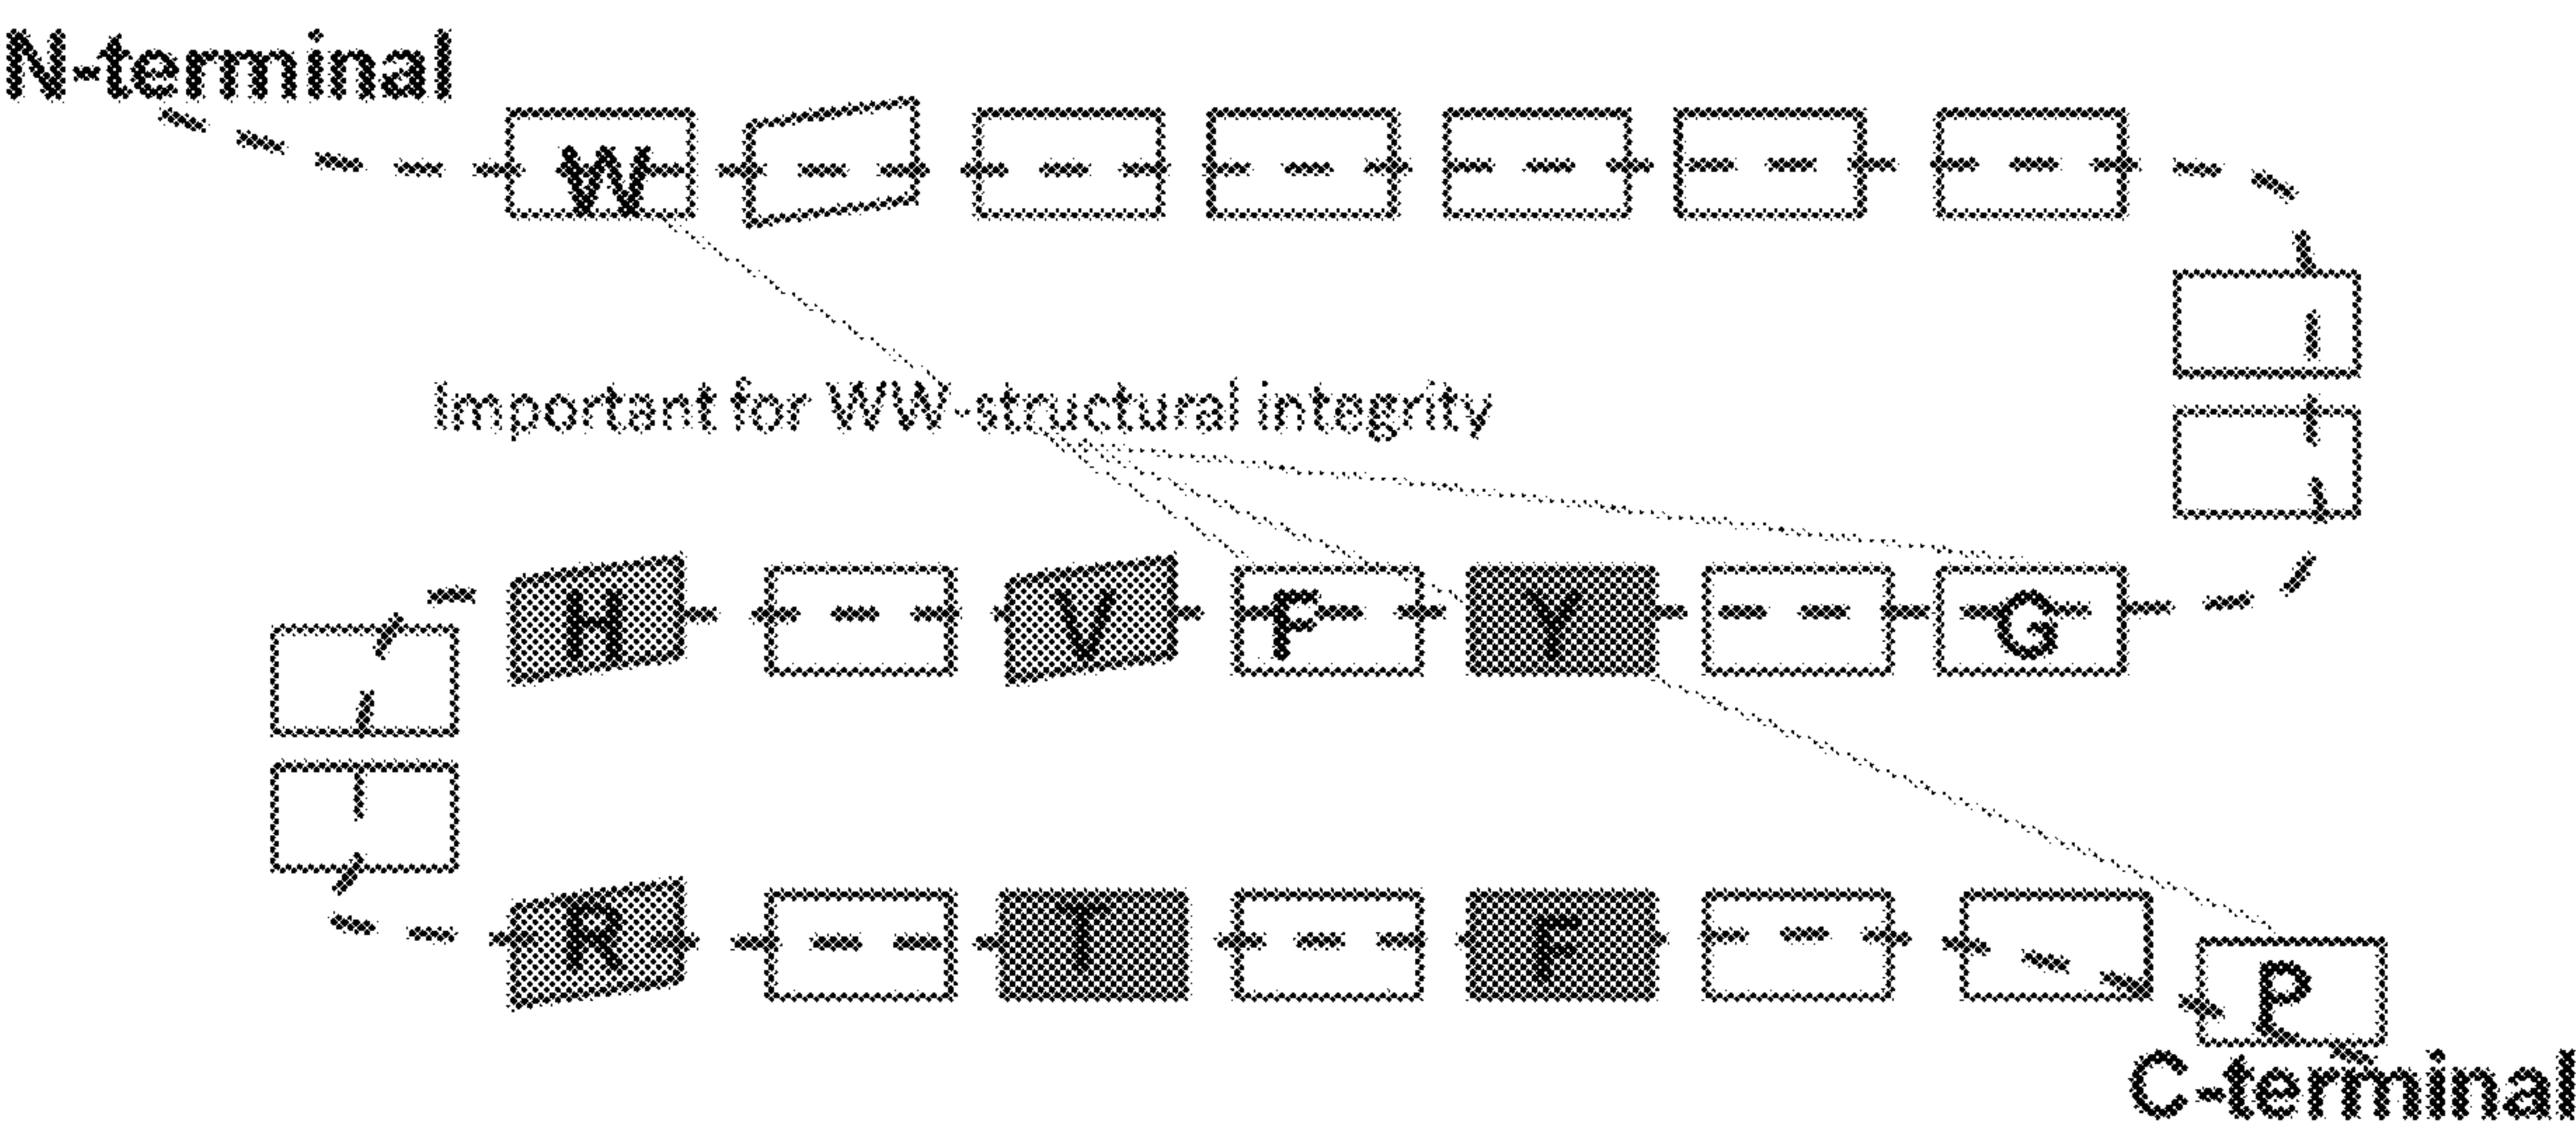 N-terminal
W
Important for WW-structural integrity
H V F Y G
R T F
P
C-terminal